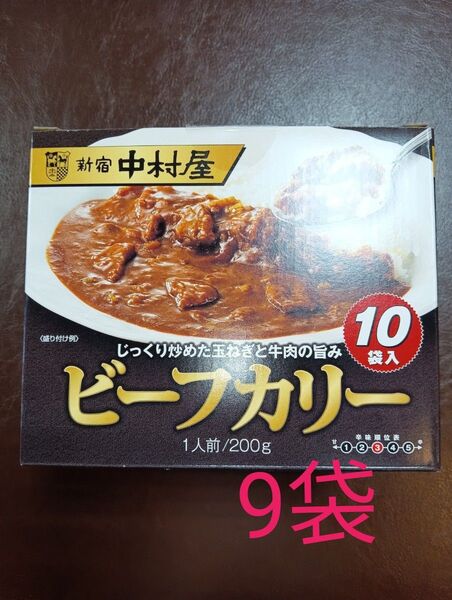 新宿 中村屋
〈盛り付け例〉
じっくり炒めた玉ねぎと牛肉の旨み
10
袋入
ビーフカリー
1人前/200g
辛味順位表
甘 1 2 3 4 5 辛
9袋